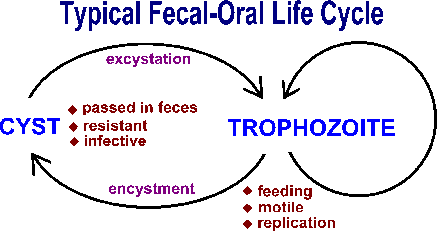 Typical Fecal-Oral Life Cycle
excystation
CYST
◆ passed in feces
◆ resistant
◆ infective
TROPHOZOITE
encystment
◆ feeding
◆ motile
◆ replication